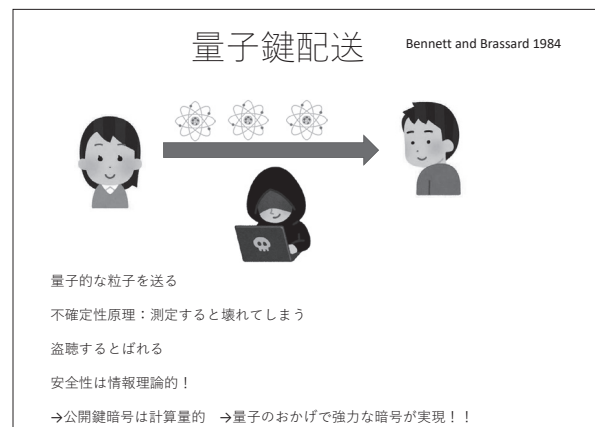 量子鍵配送
Bennett and Brassard 1984
量子的な粒子を送る
不確定性原理：測定すると壊れてしまう
盗聴するとばれる
安全性は情報理論的！
→公開鍵暗号は計算量的　→量子のおかげで強力な暗号が実現！！